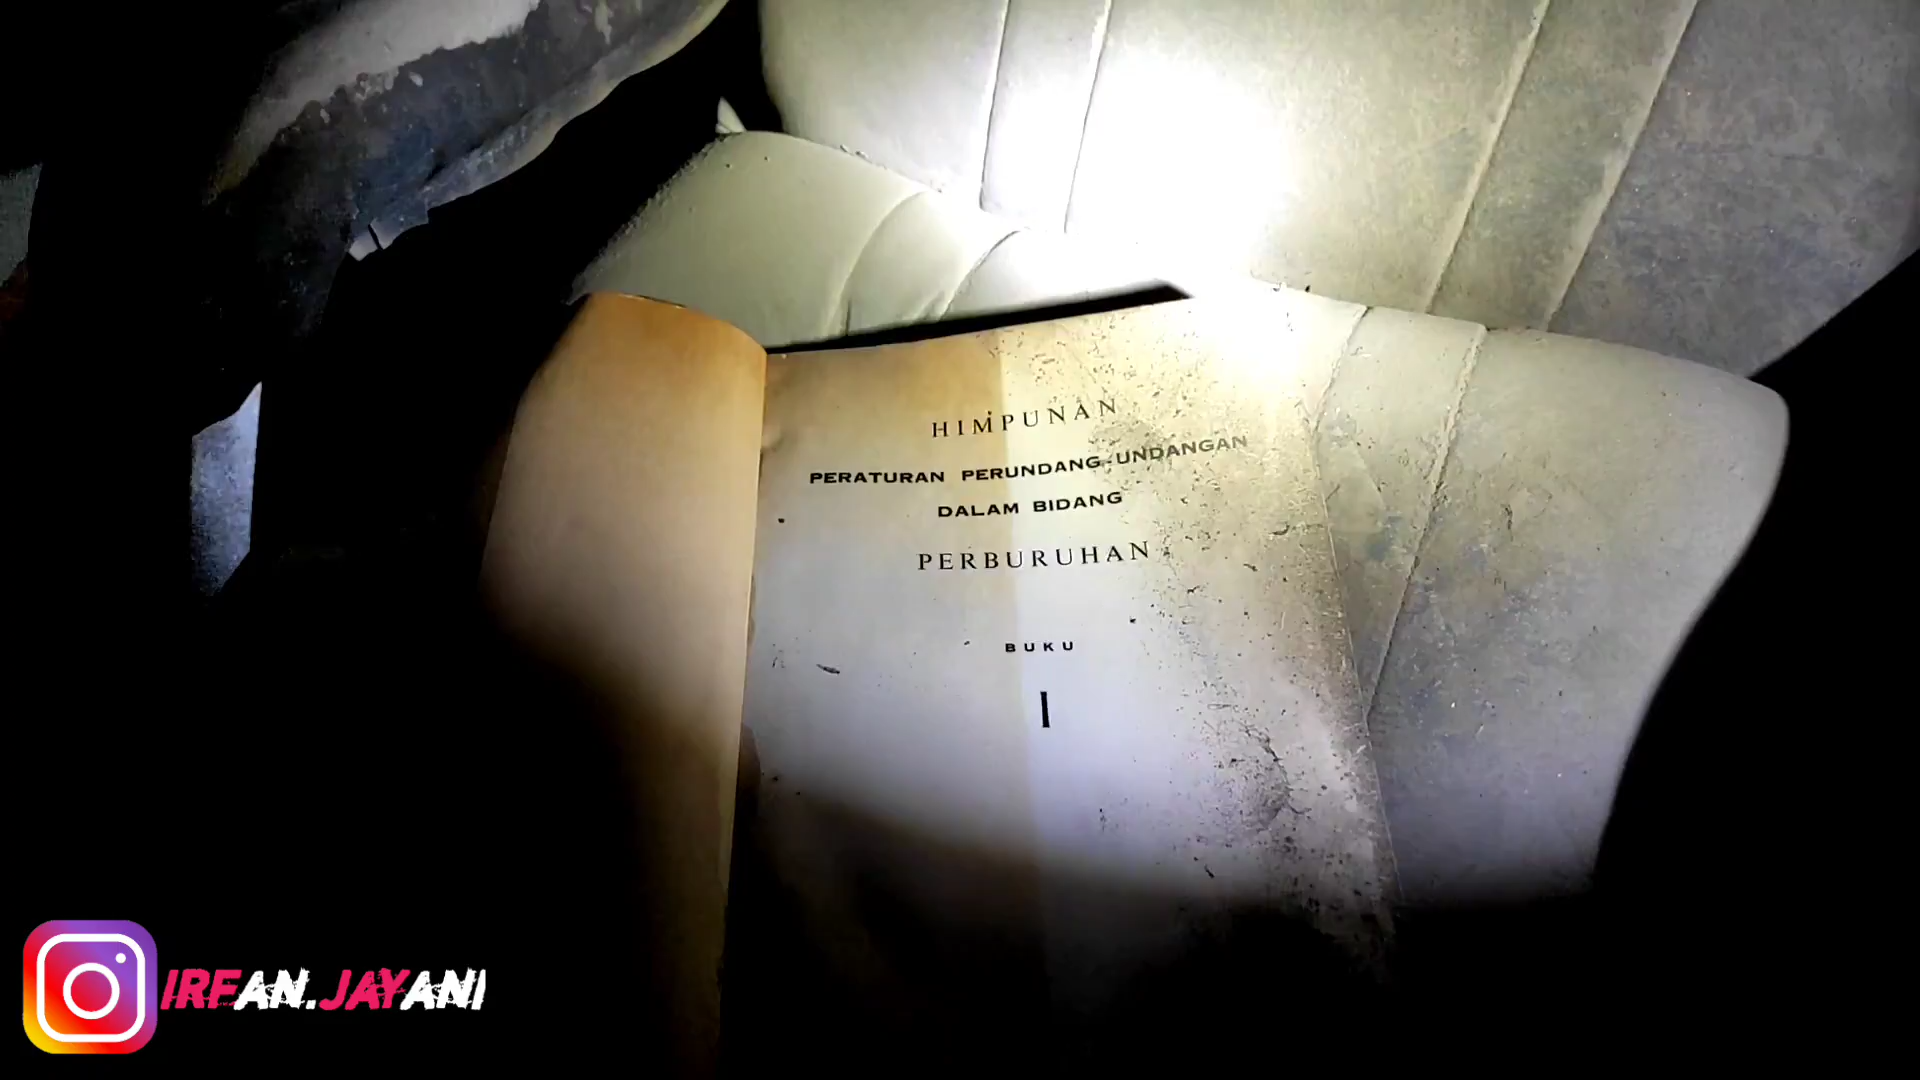 HIMPUNAN
PERATURAN PERUNDANG-UNDANGAN
DALAM BIDANG
PERBURUHAN
BUKU
I
IRFAN.JAYANI